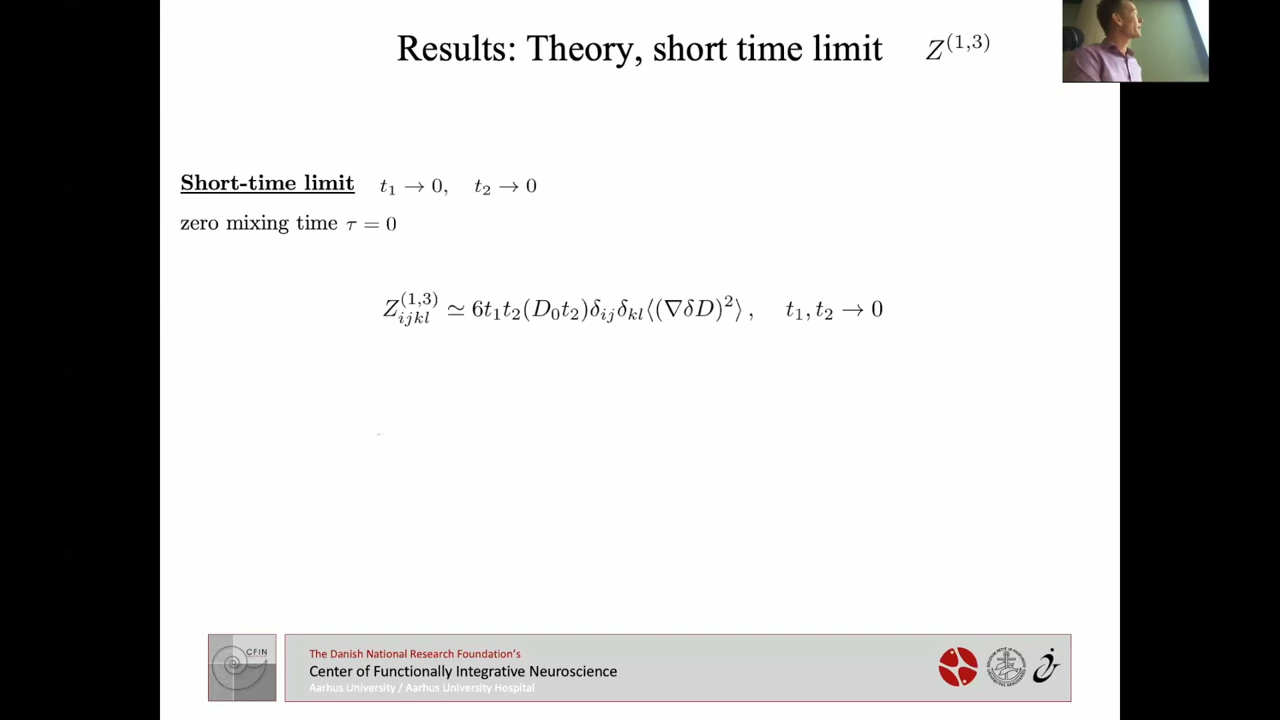 Results: Theory, short time limit Z^{(1,3)}
Short-time limit t_1 → 0, t_2 → 0
zero mixing time τ = 0
Z^{(1,3)}_{ijkl} ≃ 6t_1t_2(D_0t_2)δ_{ij}δ_{kl}⟨(∇δD)^2⟩ , t_1, t_2 → 0
CFIN
The Danish National Research Foundation's
Center of Functionally Integrative Neuroscience
Aarhus University / Aarhus University Hospital